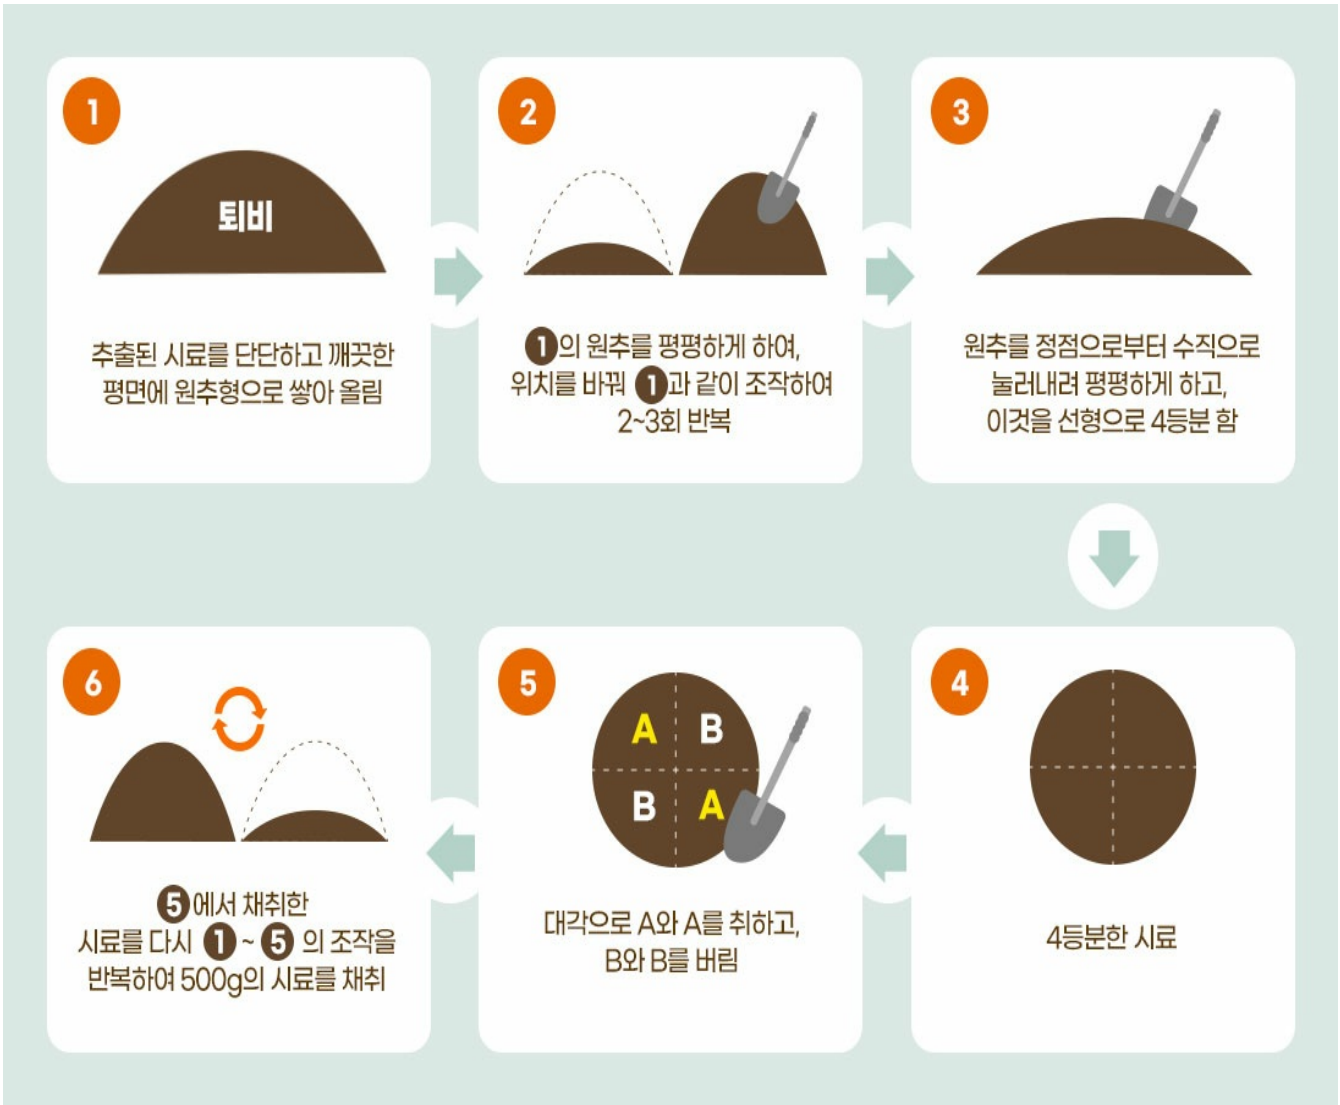 1
퇴비
추출된 시료를 단단하고 깨끗한
평면에 원추형으로 쌓아 올림
2
1의 원추를 평평하게 하여,
위치를 바꿔 1과 같이 조작하여
2~3회 반복
3
원추를 정점으로부터 수직으로
눌러내려 평평하게 하고,
이것을 선형으로 4등분 함
4
4등분한 시료
5
A B
B A
대각으로 A와 A를 취하고,
B와 B를 버림
6
5에서 채취한
시료를 다시 1 ~ 5 의 조작을
반복하여 500g의 시료를 채취